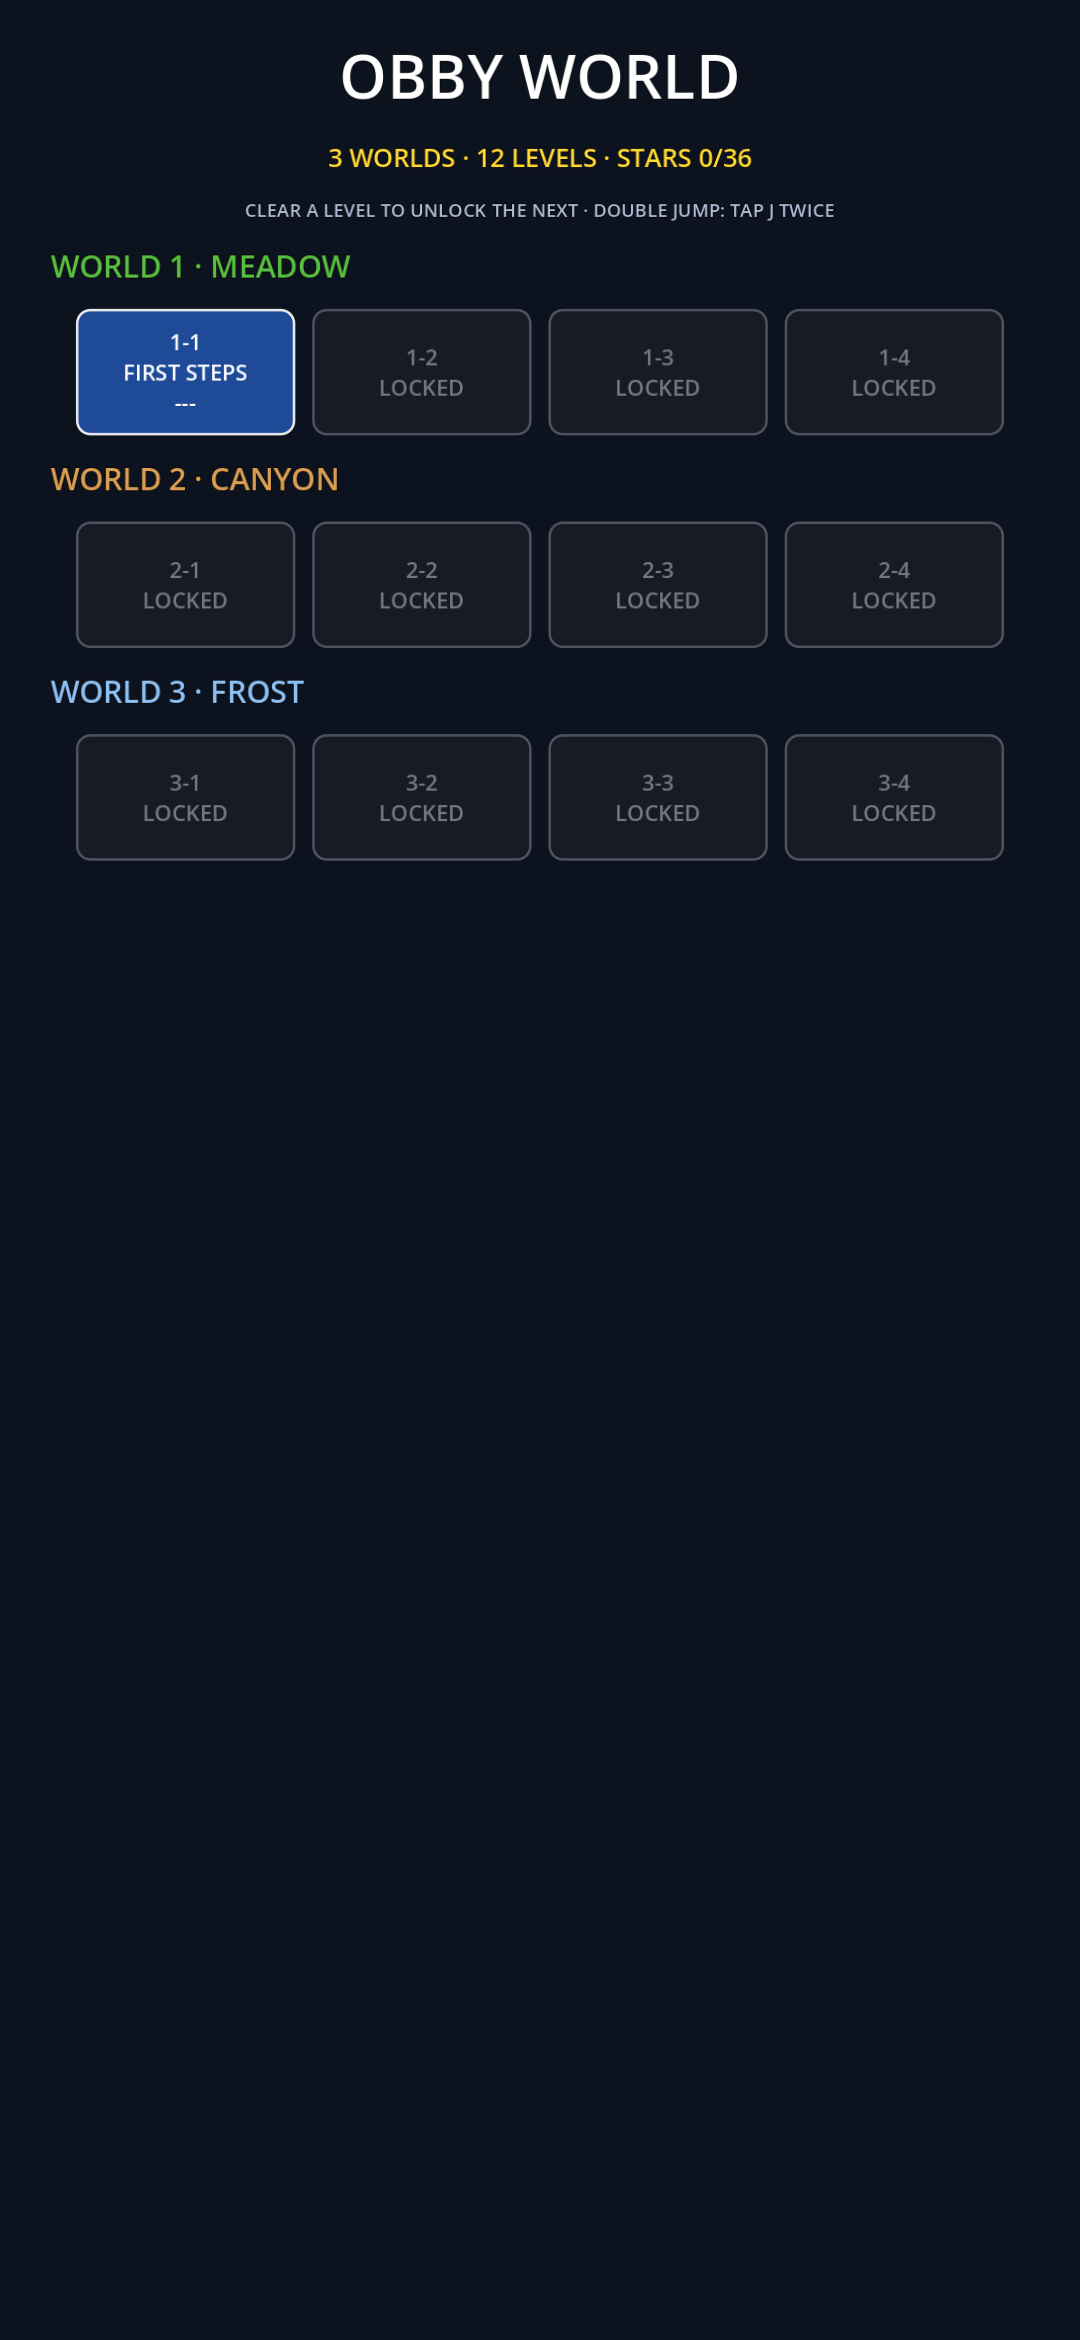 OBBY WORLD
3 WORLDS · 12 LEVELS · STARS 0/36
CLEAR A LEVEL TO UNLOCK THE NEXT · DOUBLE JUMP: TAP J TWICE
WORLD 1 · MEADOW
1-1
FIRST STEPS
---
1-2
LOCKED
1-3
LOCKED
1-4
LOCKED
WORLD 2 · CANYON
2-1
LOCKED
2-2
LOCKED
2-3
LOCKED
2-4
LOCKED
WORLD 3 · FROST
3-1
LOCKED
3-2
LOCKED
3-3
LOCKED
3-4
LOCKED